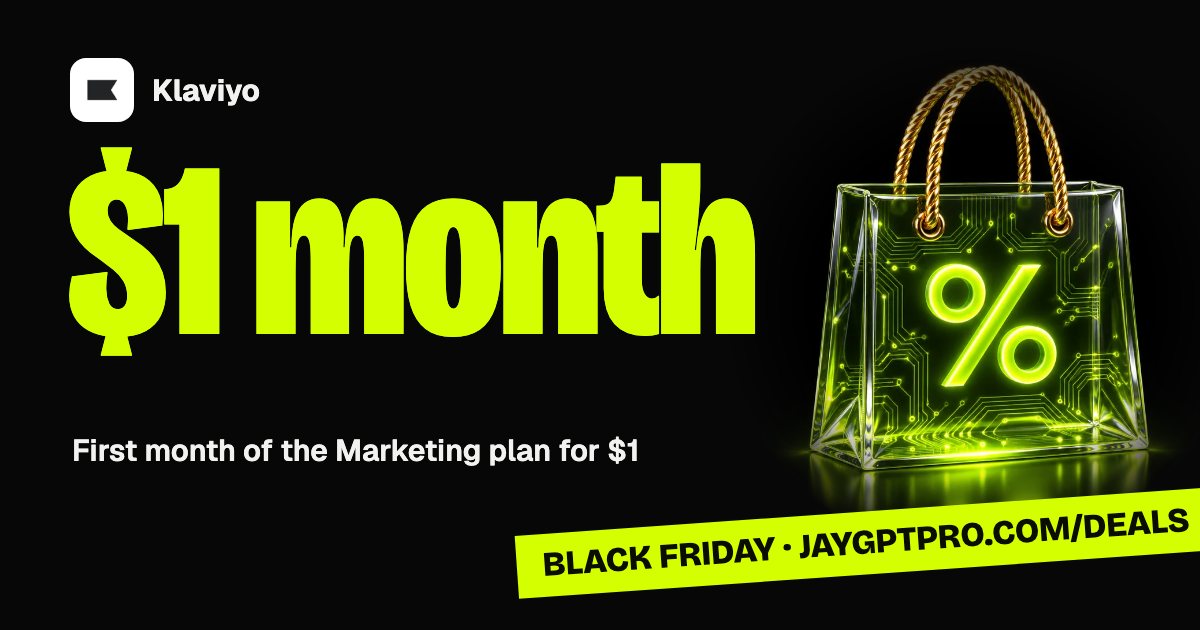 Klaviyo
$1 month
%
First month of the Marketing plan for $1
BLACK FRIDAY · JAYGPTPRO.COM/DEALS